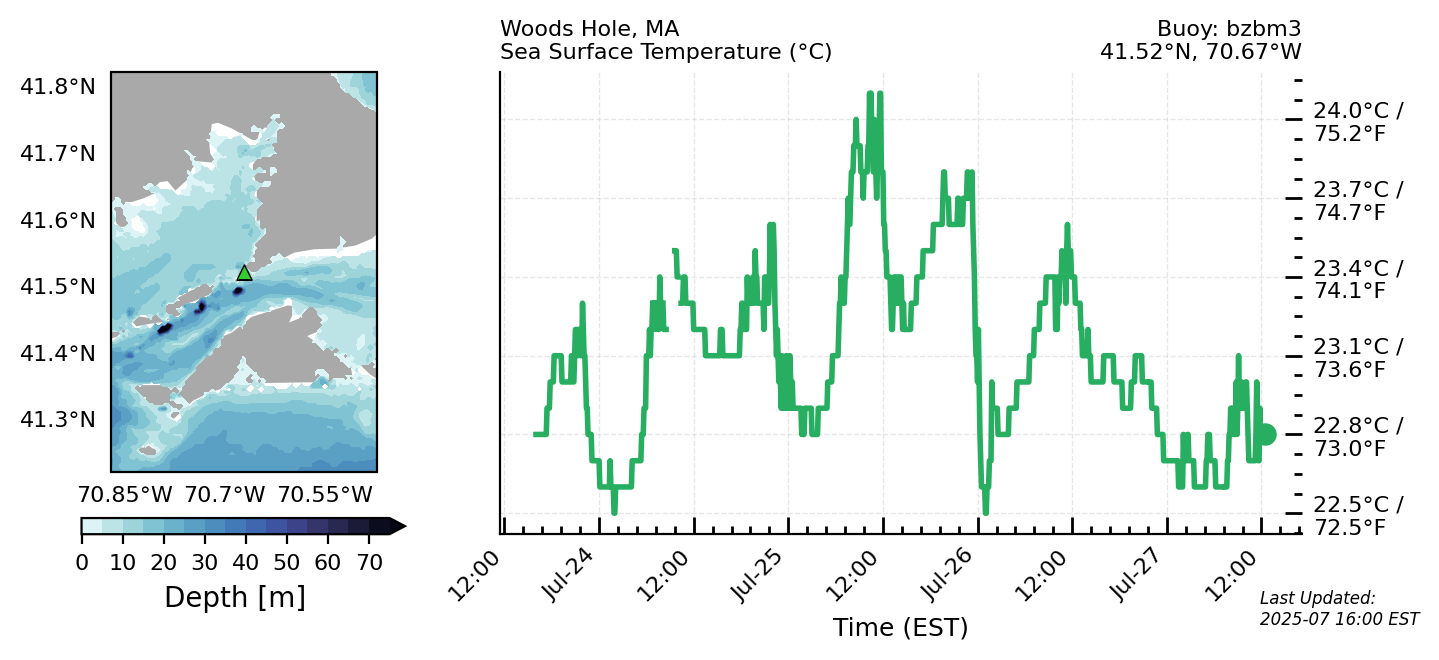 Woods Hole, MA
Sea Surface Temperature (°C)
Buoy: bzbm3
41.52°N, 70.67°W
41.8°N
41.7°N
41.6°N
41.5°N
41.4°N
41.3°N
70.85°W 70.7°W 70.55°W
0 10 20 30 40 50 60 70
Depth [m]
24.0°C /
75.2°F
23.7°C /
74.7°F
23.4°C /
74.1°F
23.1°C /
73.6°F
22.8°C /
73.0°F
22.5°C /
72.5°F
12:00 Jul-24 12:00 Jul-25 12:00 Jul-26 12:00 Jul-27 12:00
Time (EST)
Last Updated:
2025-07 16:00 EST